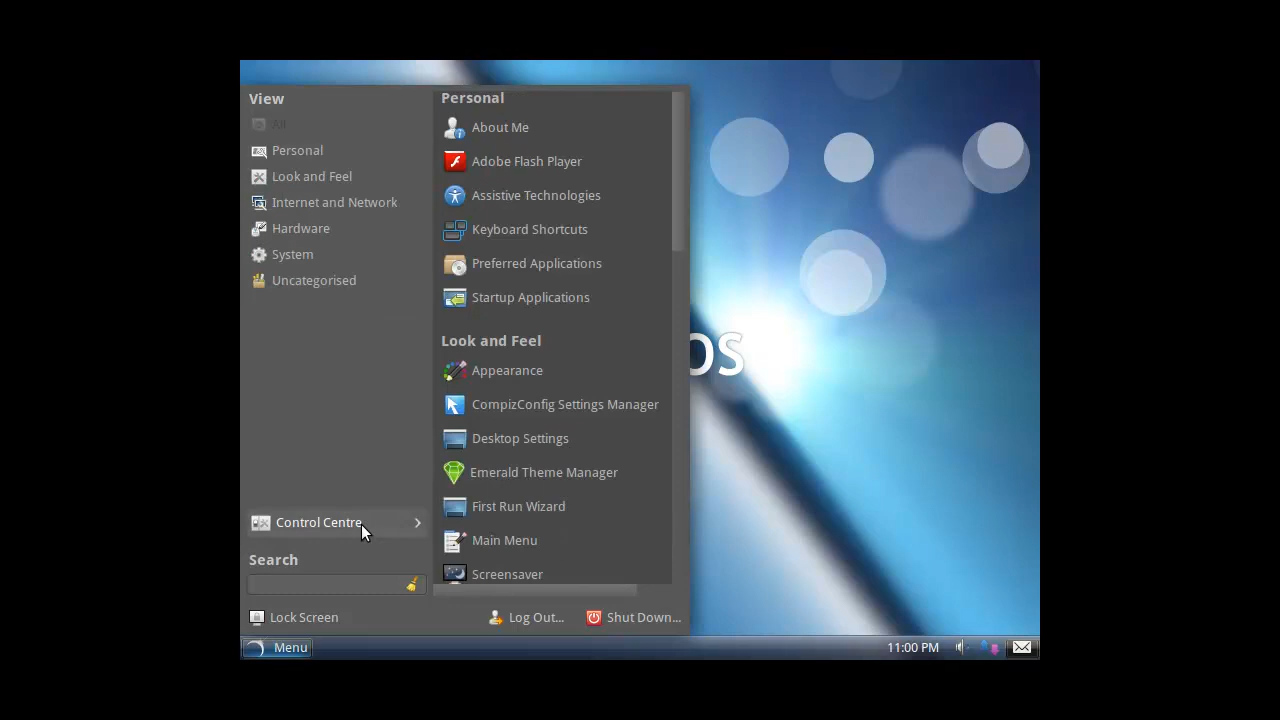 View
All
Personal
Look and Feel
Internet and Network
Hardware
System
Uncategorised
Control Centre
Search
Lock Screen
Personal
About Me
Adobe Flash Player
Assistive Technologies
Keyboard Shortcuts
Preferred Applications
Startup Applications
Look and Feel
Appearance
CompizConfig Settings Manager
Desktop Settings
Emerald Theme Manager
First Run Wizard
Main Menu
Screensaver
Log Out...
Shut Down...
OS
Menu
11:00 PM